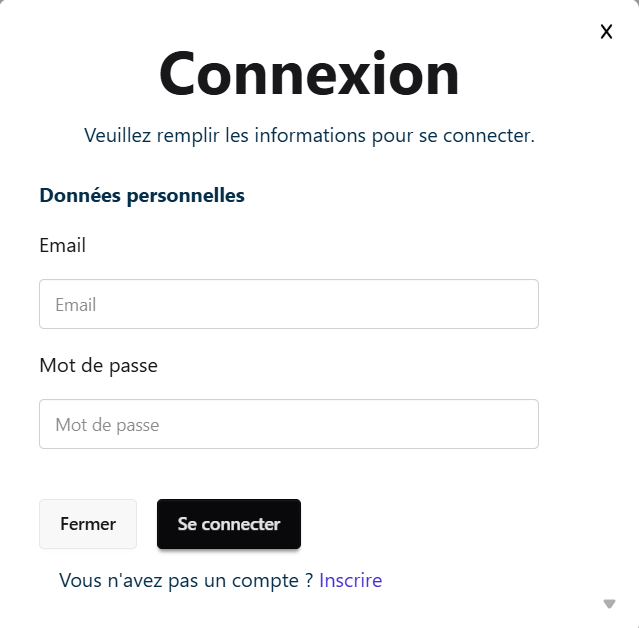 X
Connexion
Veuillez remplir les informations pour se connecter.
Données personnelles
Email
Email
Mot de passe
Mot de passe
Fermer
Se connecter
Vous n'avez pas un compte ? Inscrire